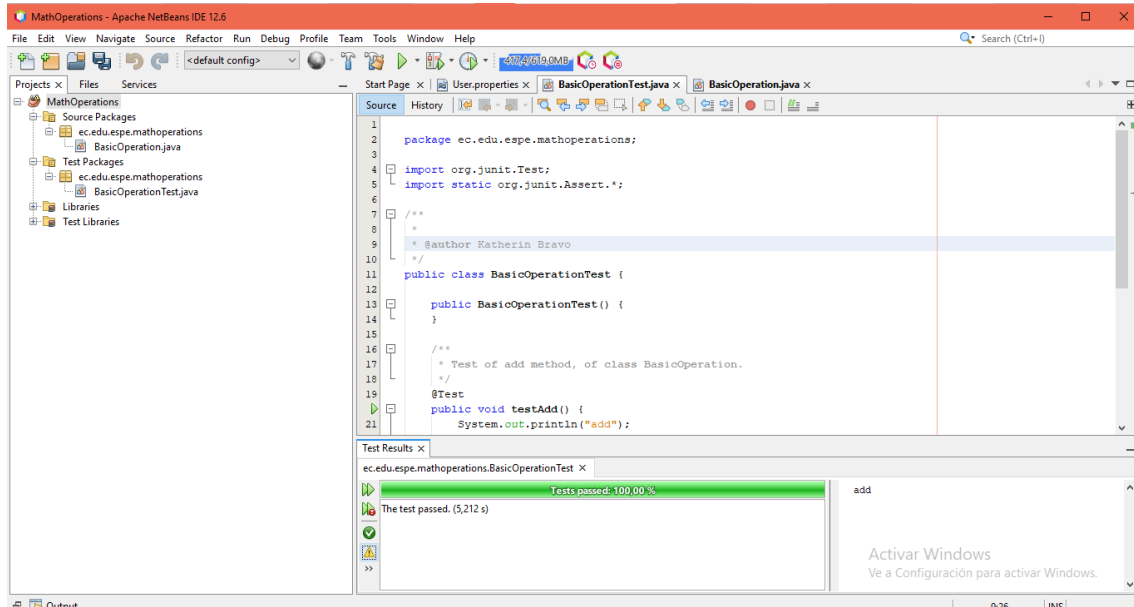 MathOperations - Apache NetBeans IDE 12.6
File Edit View Navigate Source Refactor Run Debug Profile Team Tools Window Help
Search (Ctrl+I)
<default config>
417,4/619,0MB
Projects Files Services
MathOperations
Source Packages
ec.edu.espe.mathoperations
BasicOperation.java
Test Packages
ec.edu.espe.mathoperations
BasicOperationTest.java
Libraries
Test Libraries
Start Page User.properties BasicOperationTest.java BasicOperation.java
Source History
1
2 package ec.edu.espe.mathoperations;
3
4 import org.junit.Test;
5 import static org.junit.Assert.*;
6
7 /**
8 *
9 * @author Katherin Bravo
10 */
11 public class BasicOperationTest {
12
13 public BasicOperationTest() {
14 }
15
16 /**
17 * Test of add method, of class BasicOperation.
18 */
19 @Test
public void testAdd() {
21 System.out.println("add");
Test Results
ec.edu.espe.mathoperations.BasicOperationTest
Tests passed: 100,00 %
The test passed. (5,212 s)
add
Activar Windows
Ve a Configuración para activar Windows.
Output
9:26 INS